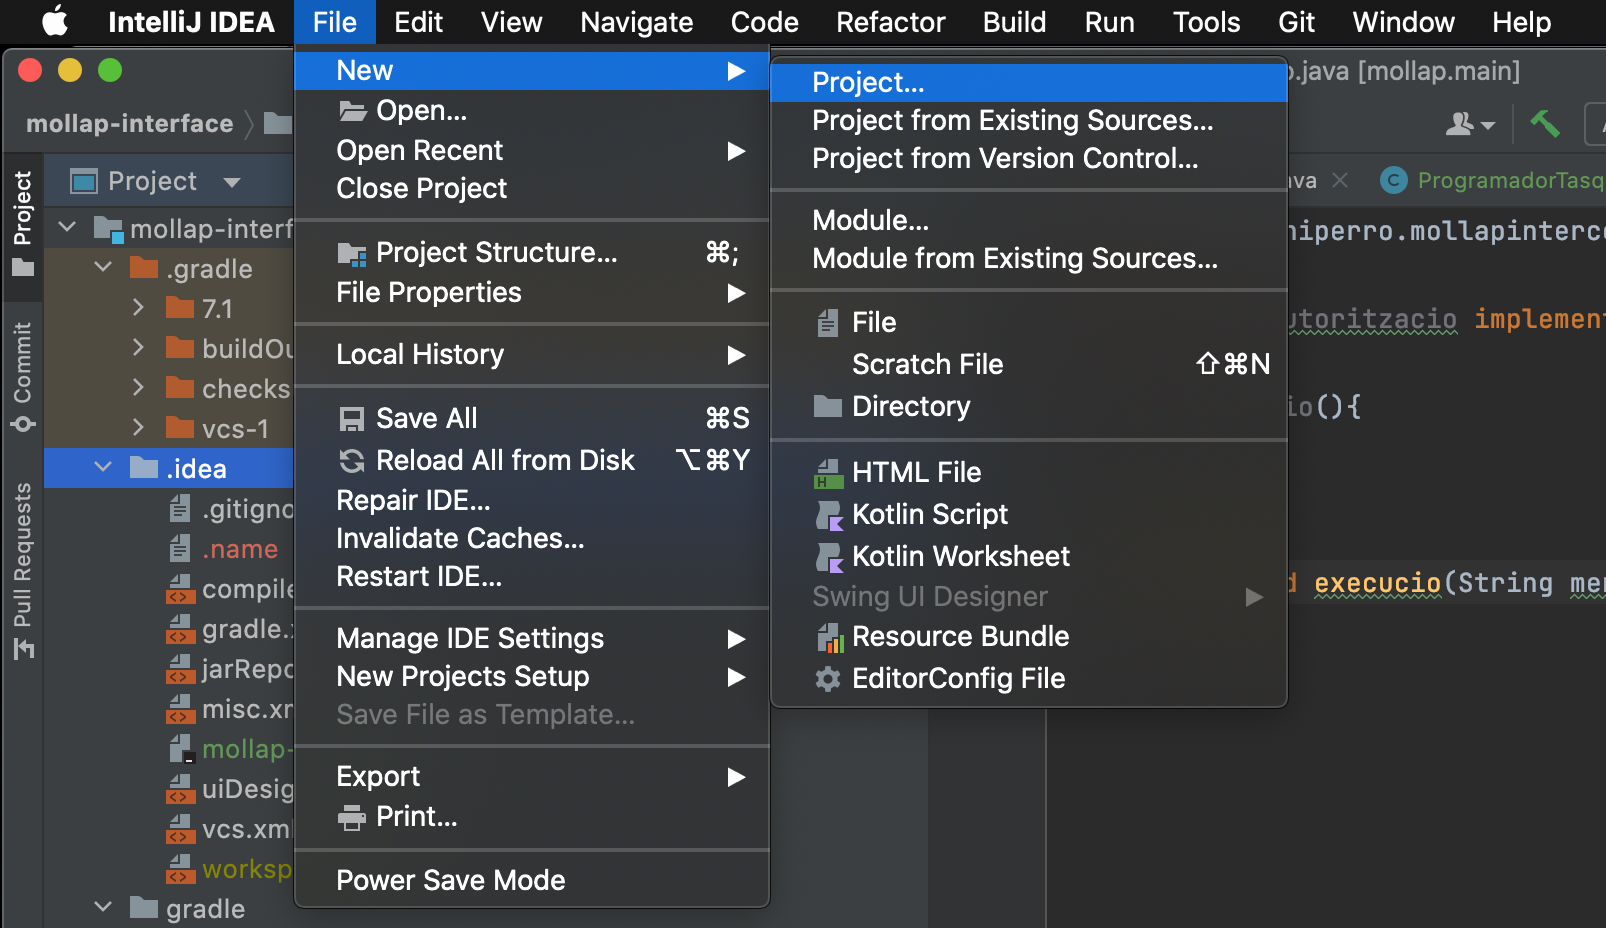 IntelliJ IDEA File Edit View Navigate Code Refactor Build Run Tools Git Window Help
.java [mollap.main]
mollap-interface
Project
mollap-interf
.gradle
7.1
buildOu
checks
vcs-1
.idea
.gitigno
.name
compile
gradle.x
jarRepo
misc.xm
mollap-
uiDesig
vcs.xml
worksp
gradle
Project
Commit
Pull Requests
New
Open...
Open Recent
Close Project
Project Structure... ⌘;
File Properties
Local History
Save All ⌘S
Reload All from Disk ⌥⌘Y
Repair IDE...
Invalidate Caches...
Restart IDE...
Manage IDE Settings
New Projects Setup
Save File as Template...
Export
Print...
Power Save Mode
Project...
Project from Existing Sources...
Project from Version Control...
Module...
Module from Existing Sources...
File
Scratch File ⇧⌘N
Directory
HTML File
Kotlin Script
Kotlin Worksheet
Swing UI Designer
Resource Bundle
EditorConfig File
ava ProgramadorTasq
niperro.mollapinterc
utoritzacio implement
io(){
d execucio(String men